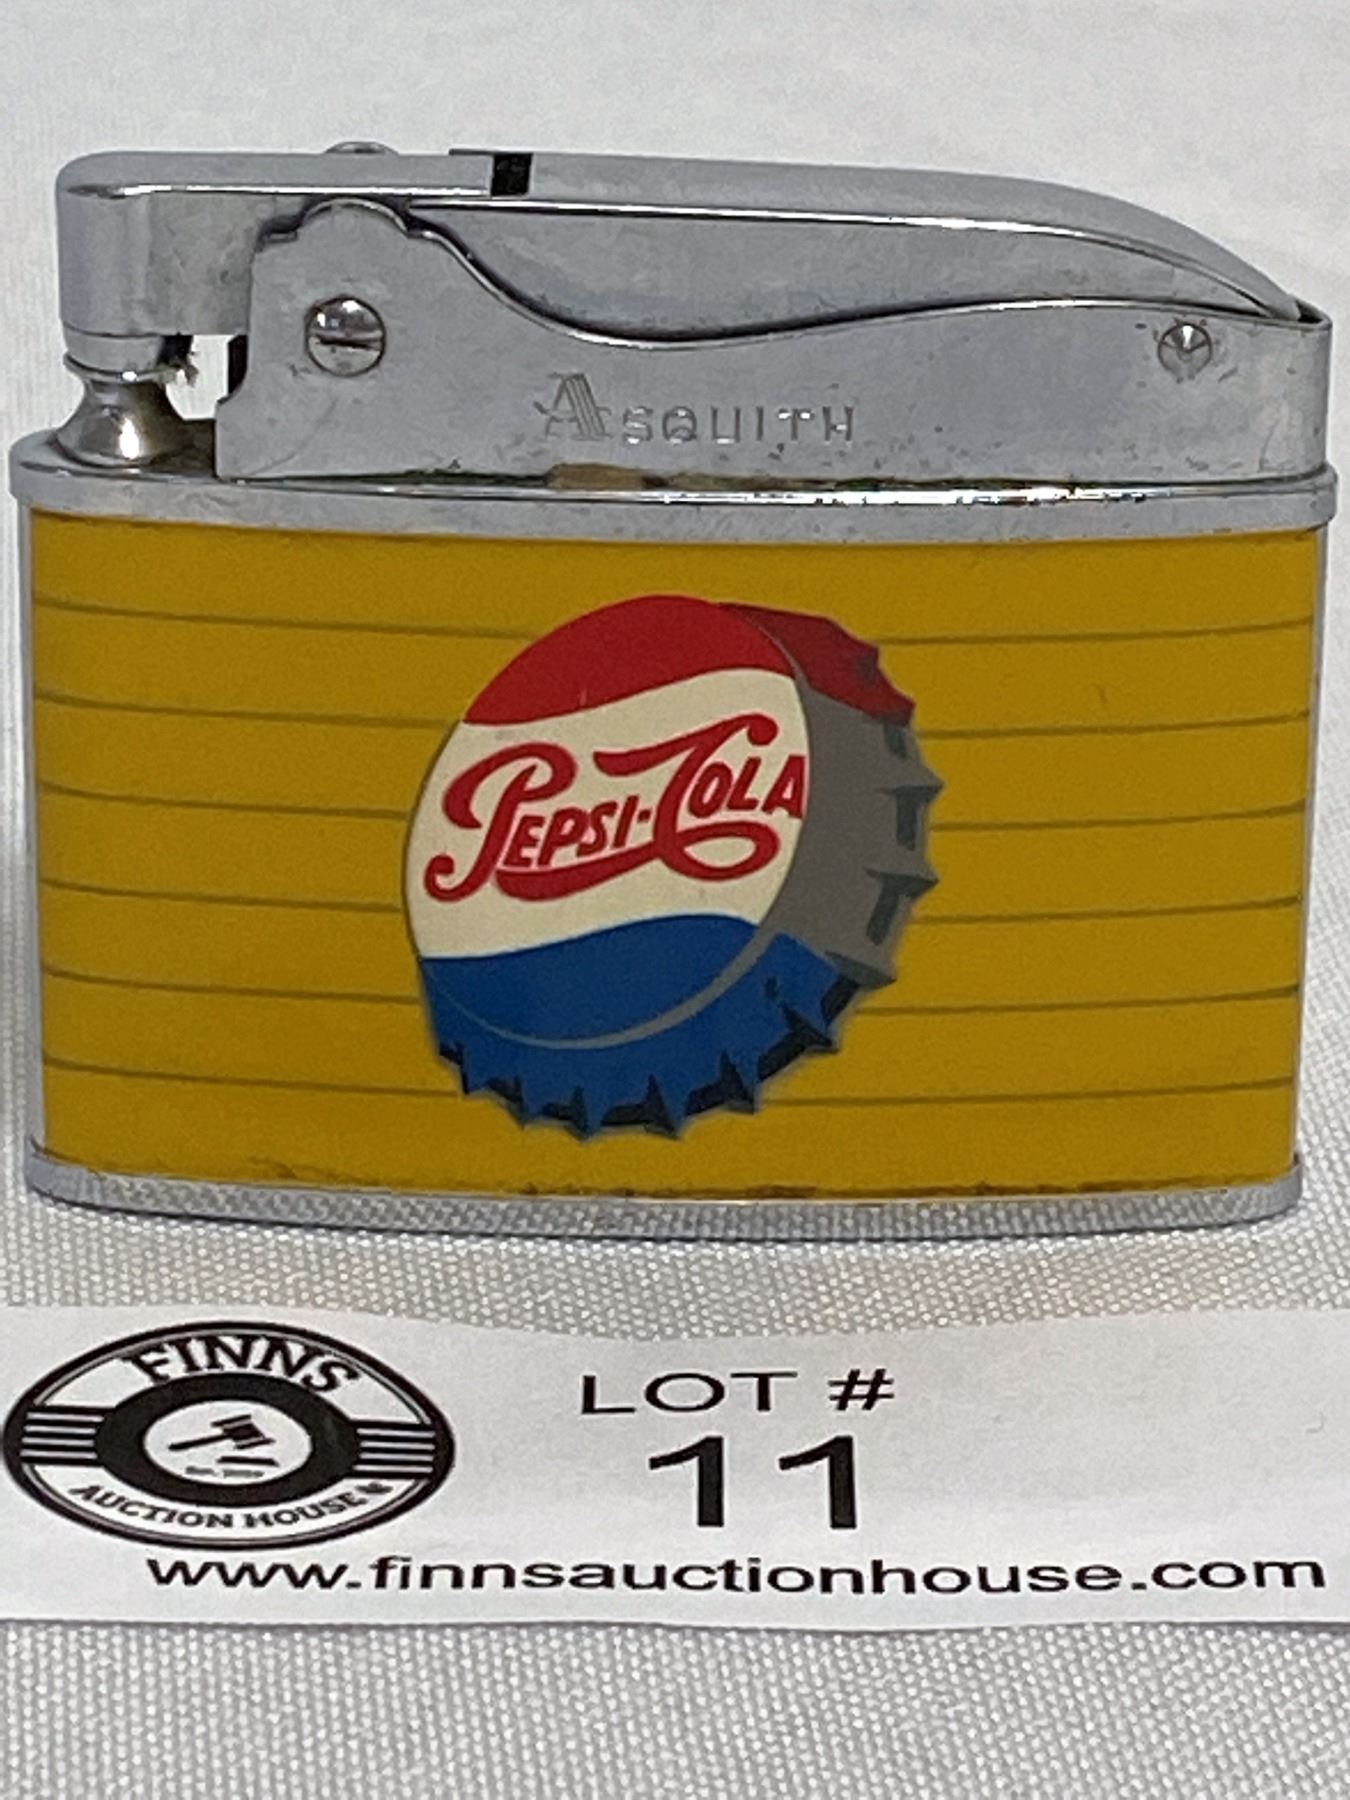 ASQUITH
PEPSI-COLA
FINNS
AUCTION HOUSE
LOT #
11
www.finnsauctionhouse.com